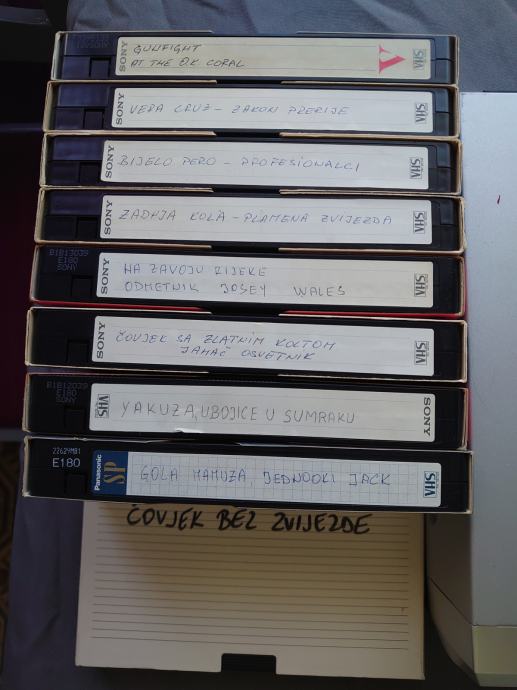 SONY
GUNFIGHT
AT THE O.K. CORAL
VHS
SONY
VERA CRUZ - ZAKON PRERIJE
VHS
SONY
BIJELO PERO - PROFESIONALCI
VHS
SONY
ZADNJA KOLA - PLAMENA ZVIJEZDA
VHS
B1B13039
E180
SONY
SONY
NA ZAVOJU RIJEKE
ODMETNIK JOSEY WALES
VHS
SONY
ČOVJEK SA ZLATNIM KOLTOM
JAHAČ OSVETNIK
VHS
E180
SONY
VHS
YAKUZA, UBOJICE U SUMRAKU
SONY
22629MB1
E180
Panasonic
SP
GOLA MAMUZA, JEDNOOKI JACK
VHS
ČOVJEK BEZ ZVIJEZDE